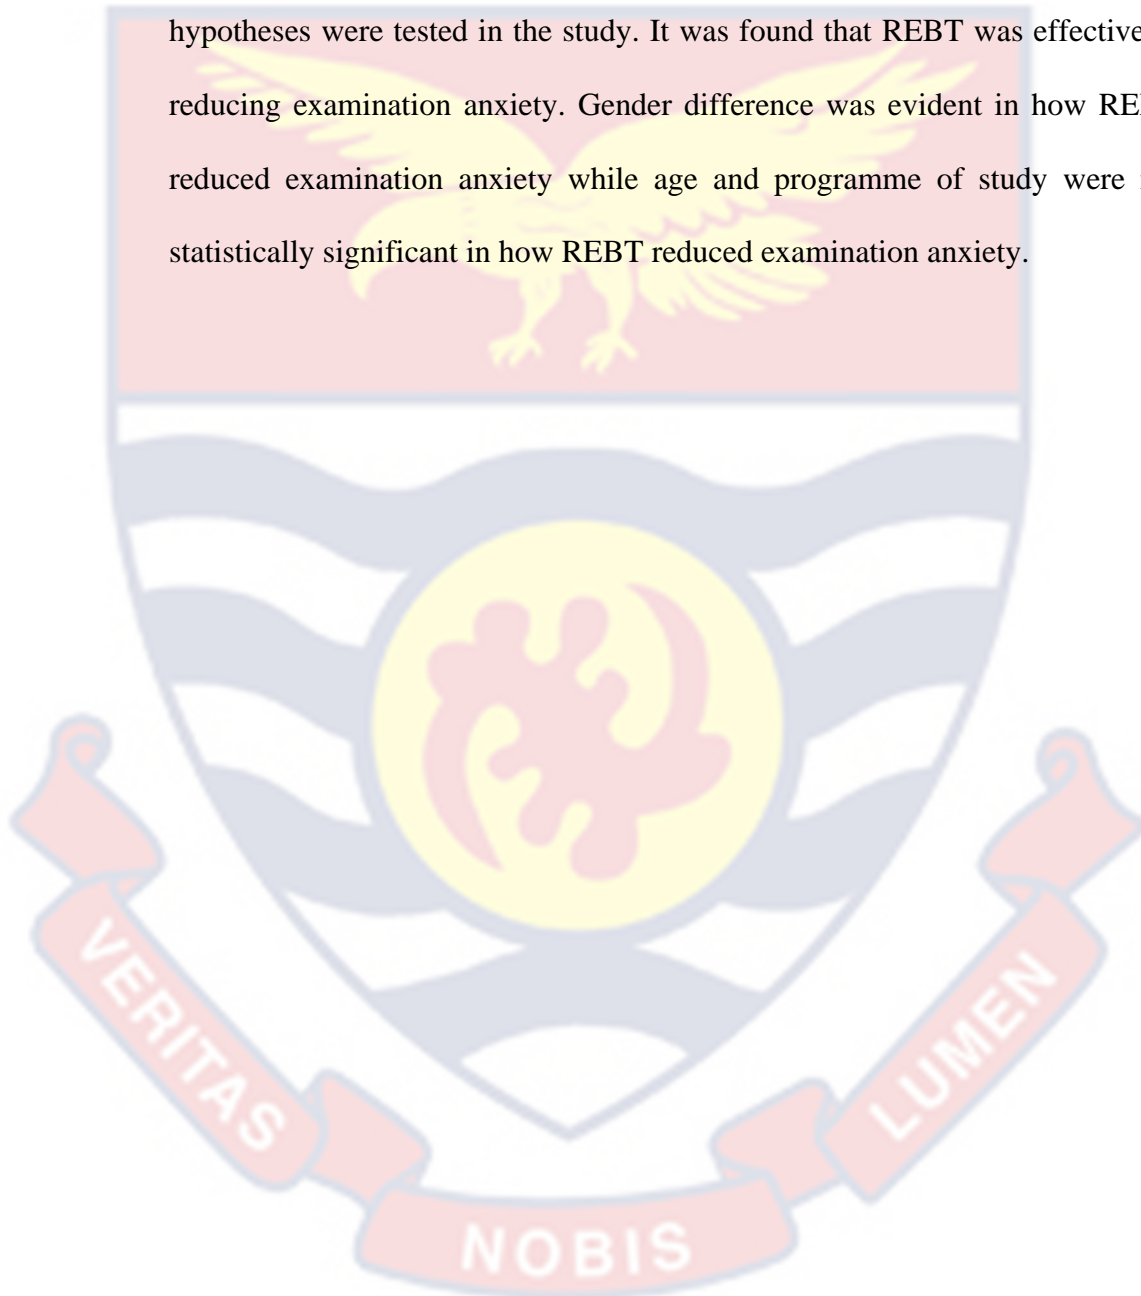 hypotheses were tested in the study. It was found that REBT was effective
reducing examination anxiety. Gender difference was evident in how RE
reduced examination anxiety while age and programme of study were
statistically significant in how REBT reduced examination anxiety.
VERITAS
NOBIS
LUMEN